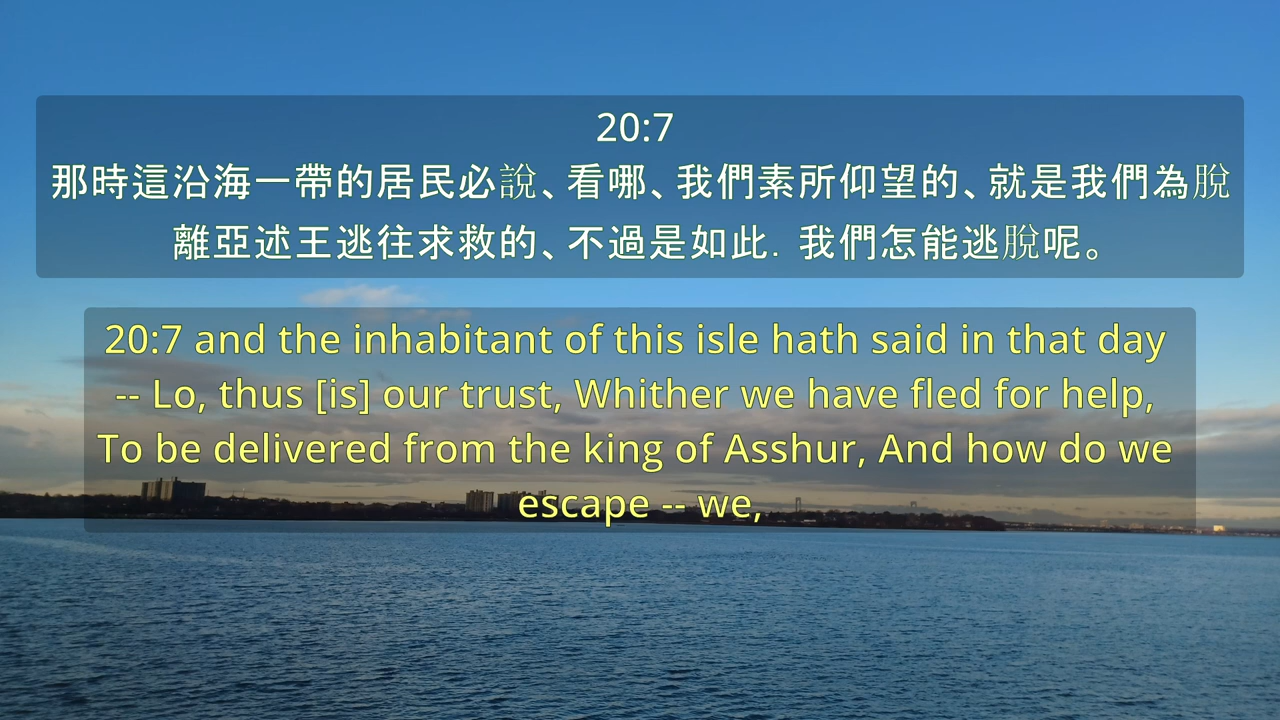 20:7
那時這沿海一帶的居民必說、看哪、我們素所仰望的、就是我們為脫
離亞述王逃往求救的、不過是如此. 我們怎能逃脫呢。
20:7 and the inhabitant of this isle hath said in that day
-- Lo, thus [is] our trust, Whither we have fled for help,
To be delivered from the king of Asshur, And how do we
escape -- we,